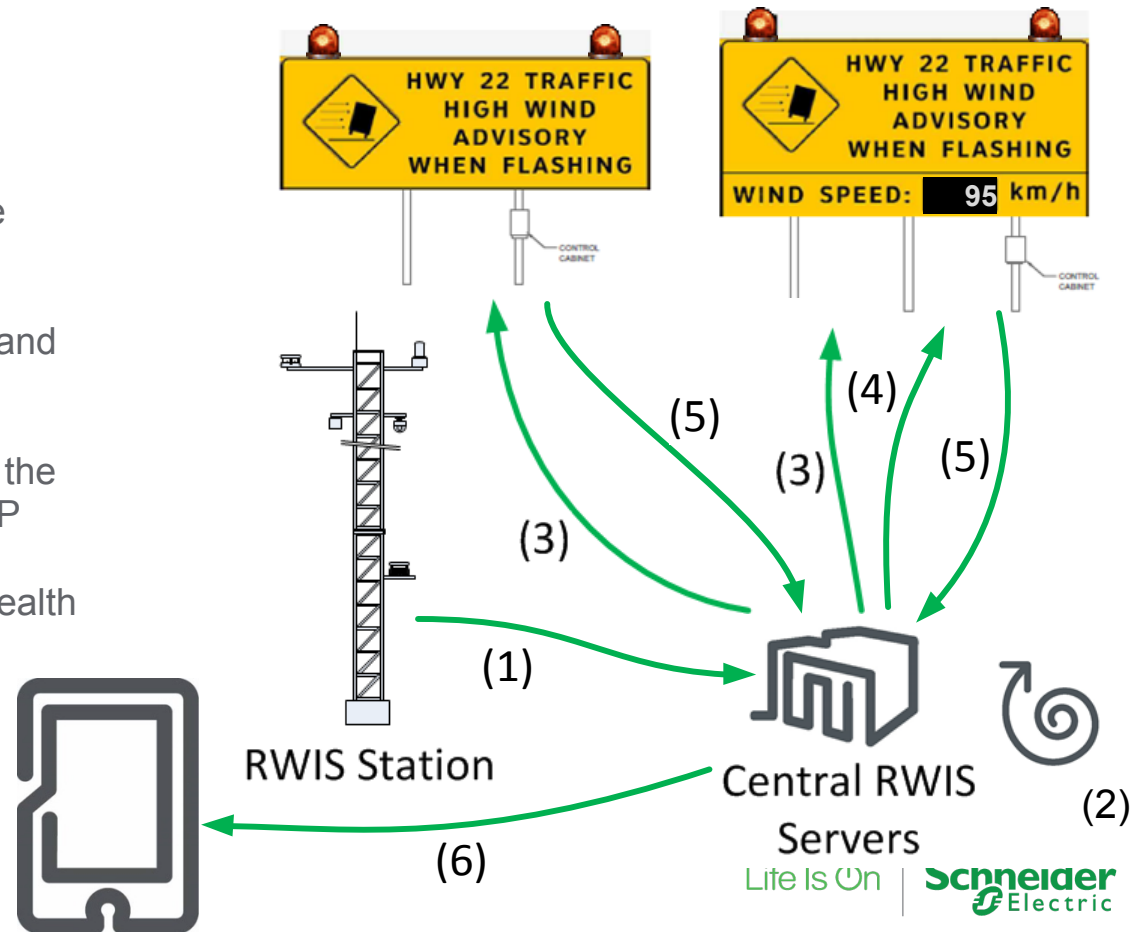 HWY 22 TRAFFIC
HIGH WIND
ADVISORY
WHEN FLASHING
CONTROL
CABINET
HWY 22 TRAFFIC
HIGH WIND
ADVISORY
WHEN FLASHING
WIND SPEED: 95 km/h
CONTROL
CABINET
e
and
the
P
ealth
(5)
(4)
(3)
(5)
(3)
(1)
RWIS Station
Central RWIS
Servers
(2)
(6)
Life Is On
Schneider
Electric